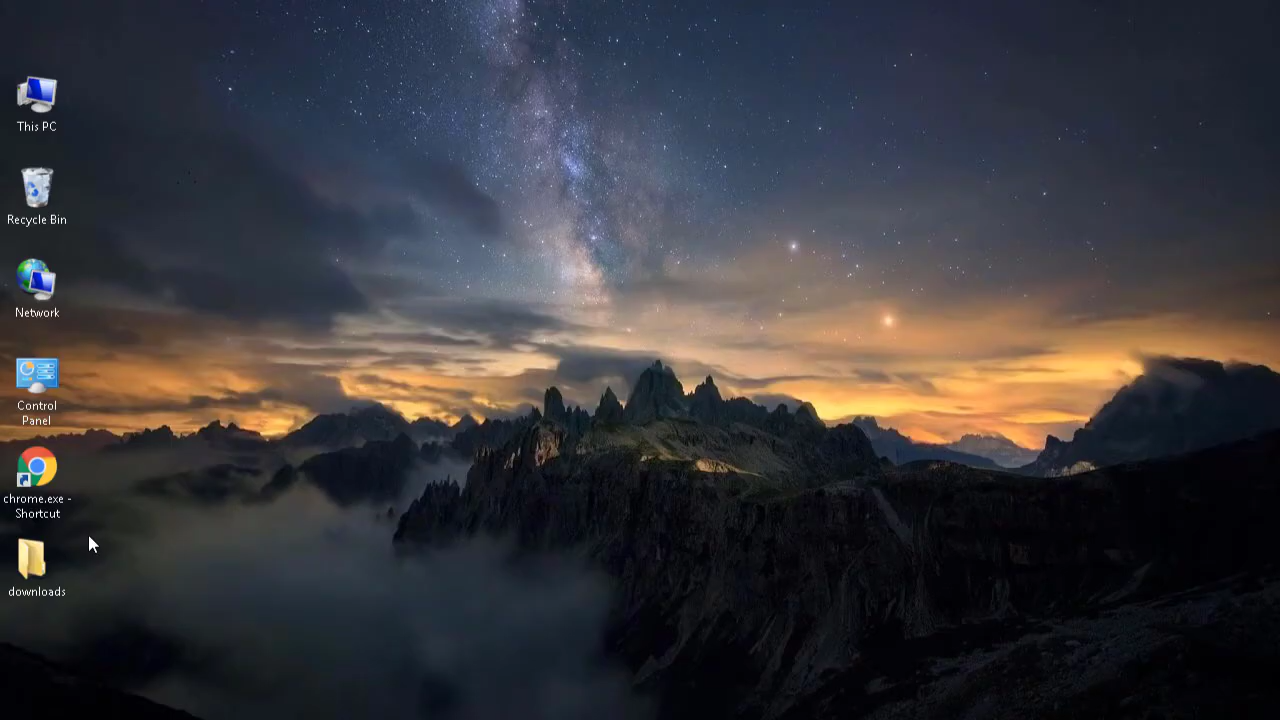 This PC
Recycle Bin
Network
Control
Panel
chrome.exe -
Shortcut
downloads